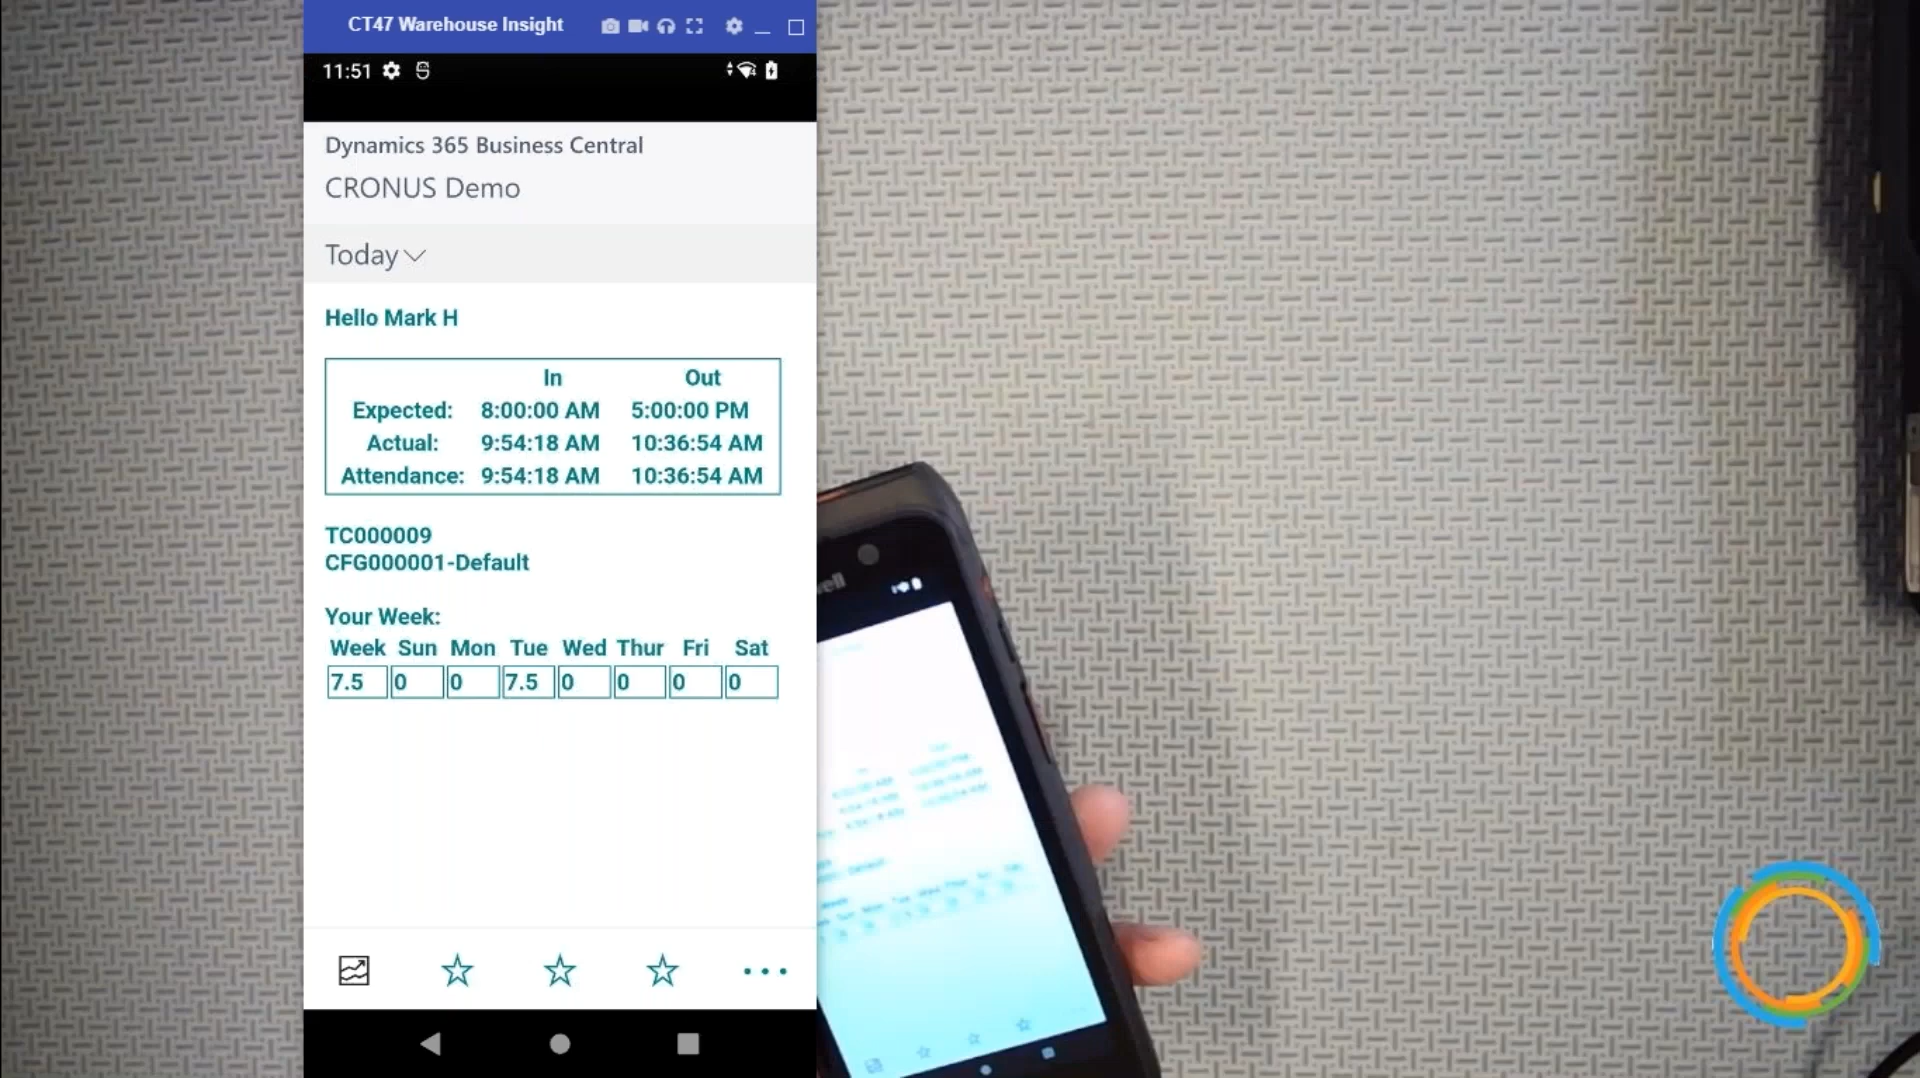 CT47 Warehouse Insight
11:51
Dynamics 365 Business Central
CRONUS Demo
Today
Hello Mark H
In Out
Expected: 8:00:00 AM 5:00:00 PM
Actual: 9:54:18 AM 10:36:54 AM
Attendance: 9:54:18 AM 10:36:54 AM
TC000009
CFG000001-Default
Your Week:
Week Sun Mon Tue Wed Thur Fri Sat
7.5 0 0 7.5 0 0 0 0